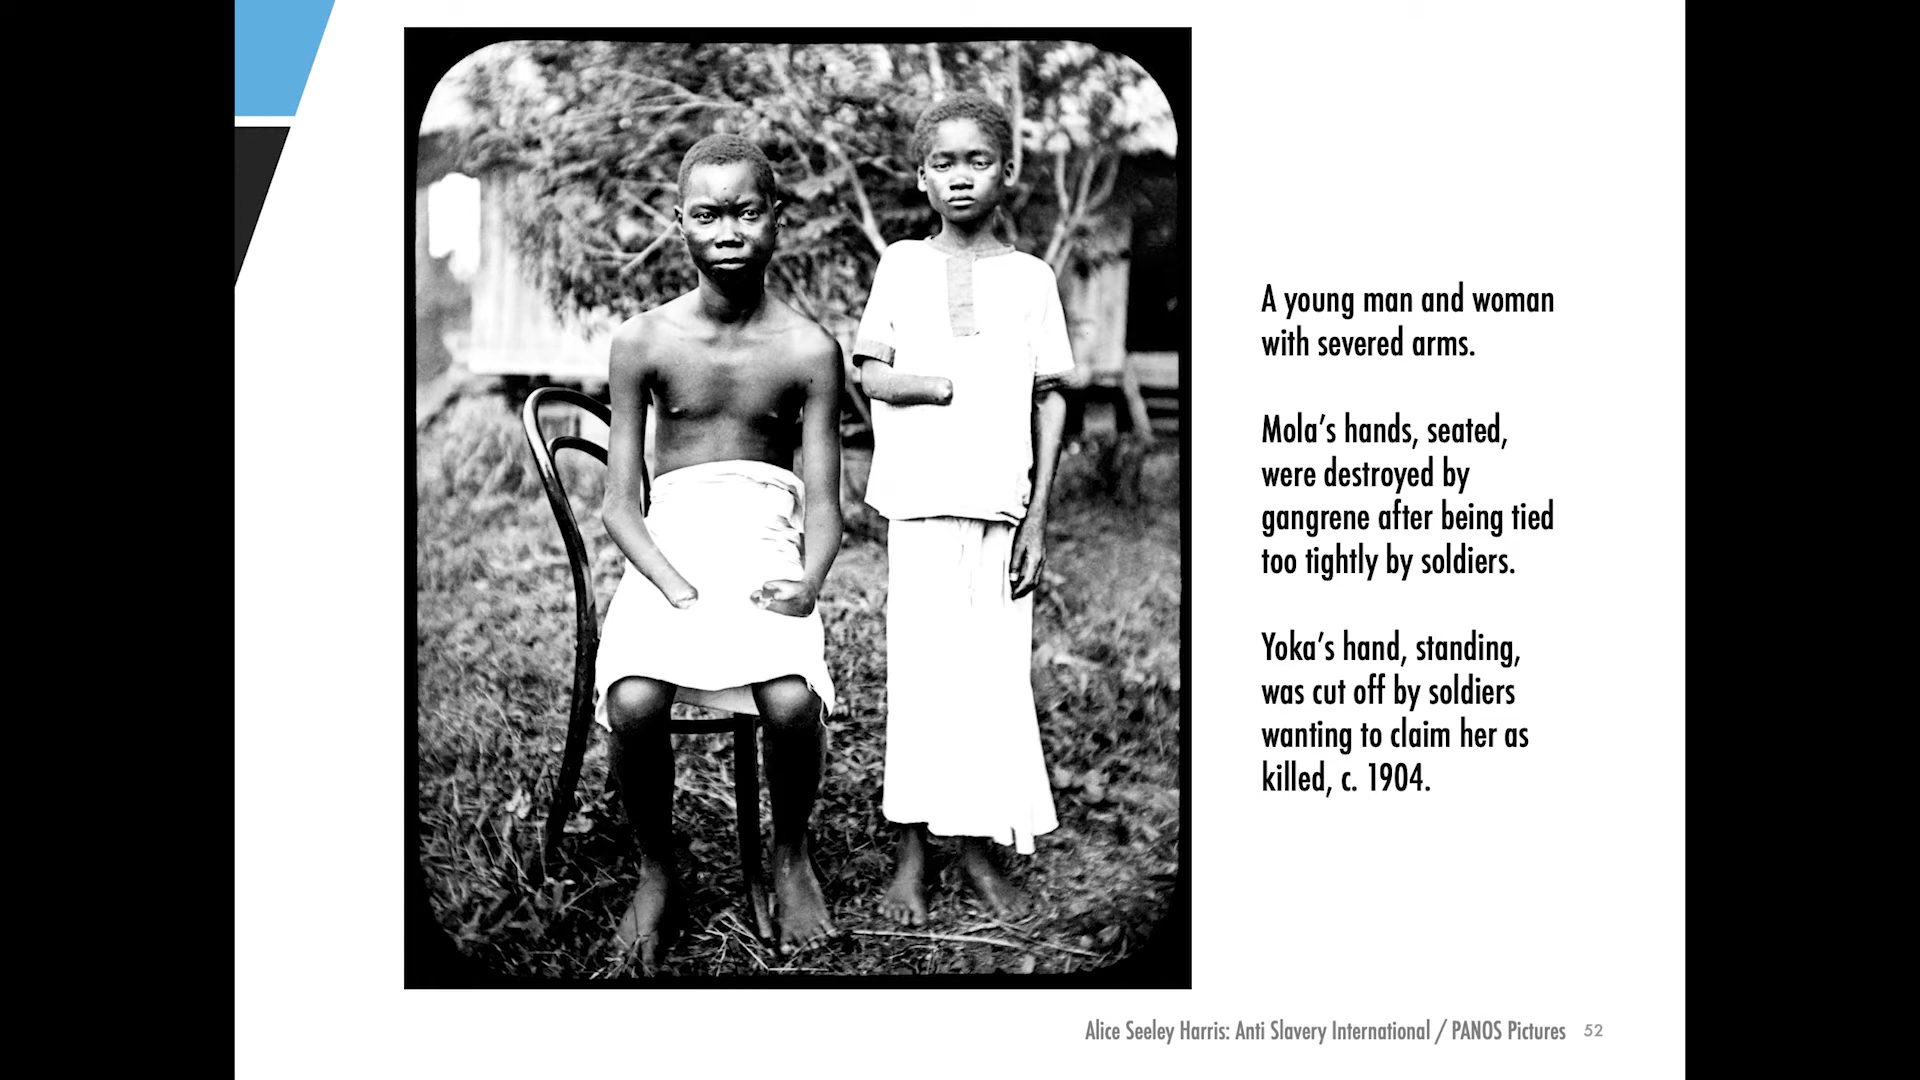 A young man and woman
with severed arms.
Mola's hands, seated,
were destroyed by
gangrene after being tied
too tightly by soldiers.
Yoka's hand, standing,
was cut off by soldiers
wanting to claim her as
killed, c. 1904.
Alice Seeley Harris: Anti Slavery International / PANOS Pictures 52